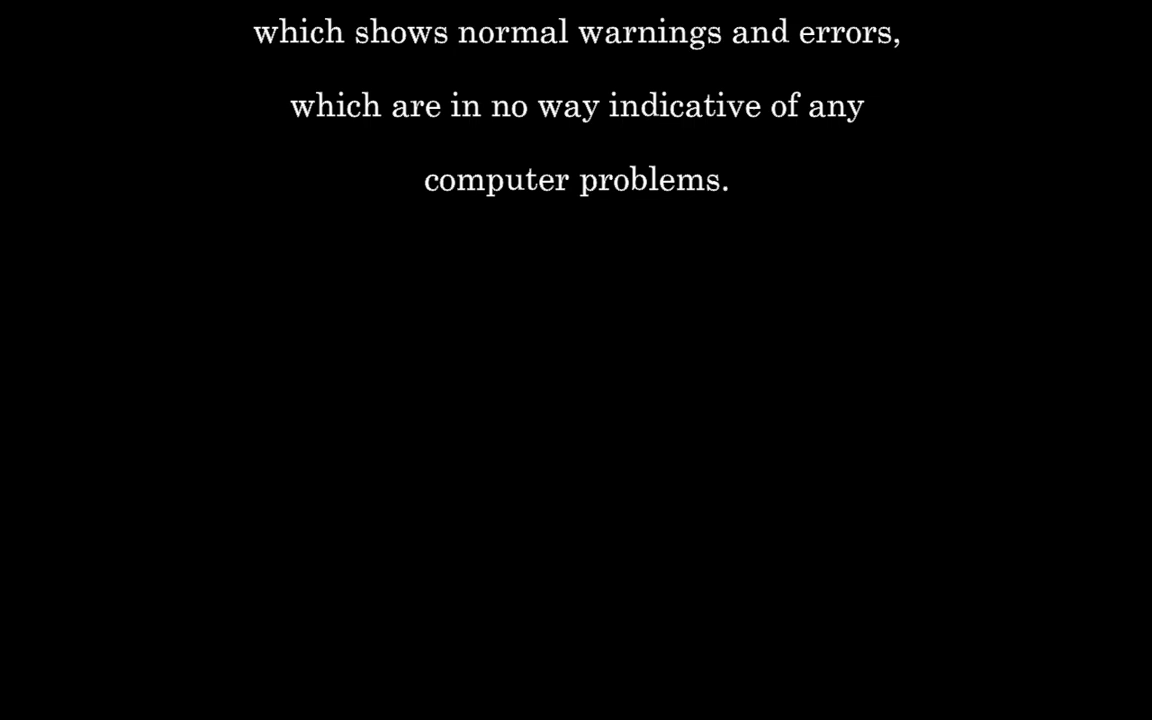 which shows normal warnings and errors,
which are in no way indicative of any
computer problems.